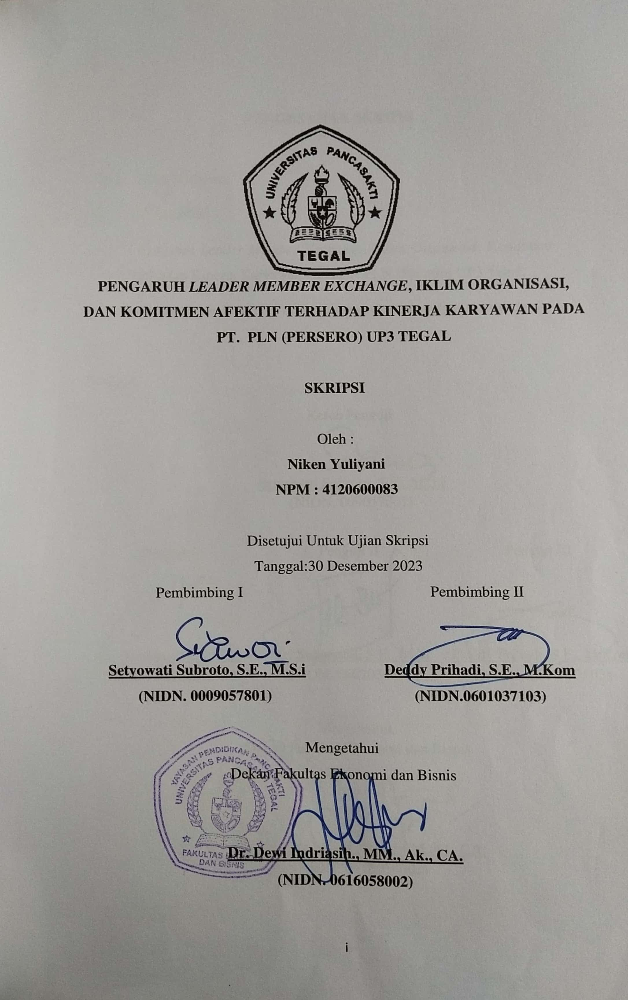 UNIVERSITAS PANCASAKTI
TEGAL
PENGARUH LEADER MEMBER EXCHANGE, IKLIM ORGANISASI,
DAN KOMITMEN AFEKTIF TERHADAP KINERJA KARYAWAN PADA
PT. PLN (PERSERO) UP3 TEGAL
SKRIPSI
Oleh :
Niken Yuliyani
NPM : 4120600083
Disetujui Untuk Ujian Skripsi
Tanggal:30 Desember 2023
Pembimbing I
Pembimbing II
Setyowati Subroto, S.E., M.S.i
Deddy Prihadi, S.E., M.Kom
(NIDN. 0009057801)
(NIDN.0601037103)
Mengetahui
Dekan Fakultas Ekonomi dan Bisnis
YAYASAN PENDIDIKAN PANCASAKTI
UNIVERSITAS PANCASAKTI TEGAL
FAKULTAS
DAN BISNIS
Dr. Dewi Indriasih., MM., Ak., CA.
(NIDN. 0616058002)
i